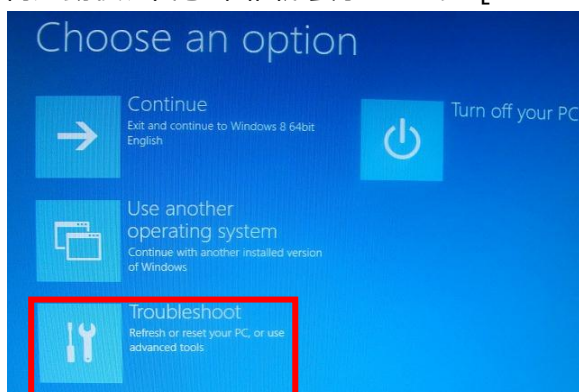 Choose an option
Continue
Exit and continue to Windows 8 64bit
English
Turn off your PC
Use another
operating system
Continue with another installed version
of Windows
Troubleshoot
Refresh or reset your PC, or use
advanced tools